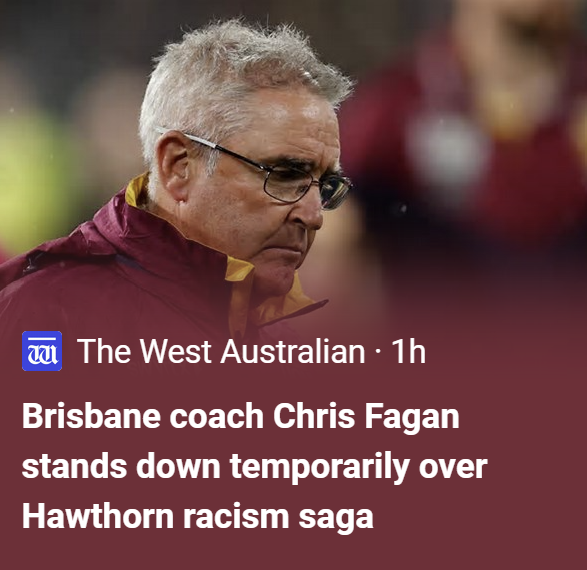 The West Australian · 1h
Brisbane coach Chris Fagan
stands down temporarily over
Hawthorn racism saga